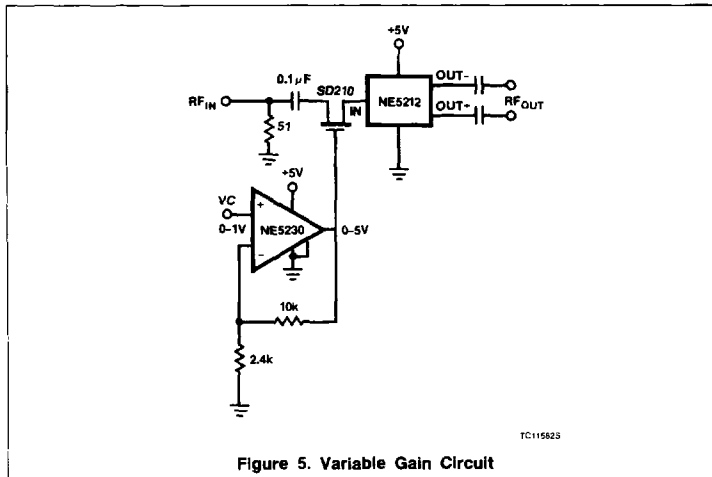 +5V
OUT–
0.1µF
SD210
RF_IN
IN
NE5212
RF_OUT
OUT+
51
+5V
VC
+
0–1V
NE5230
0–5V
–
10k
2.4k
TC11582S
Figure 5. Variable Gain Circuit